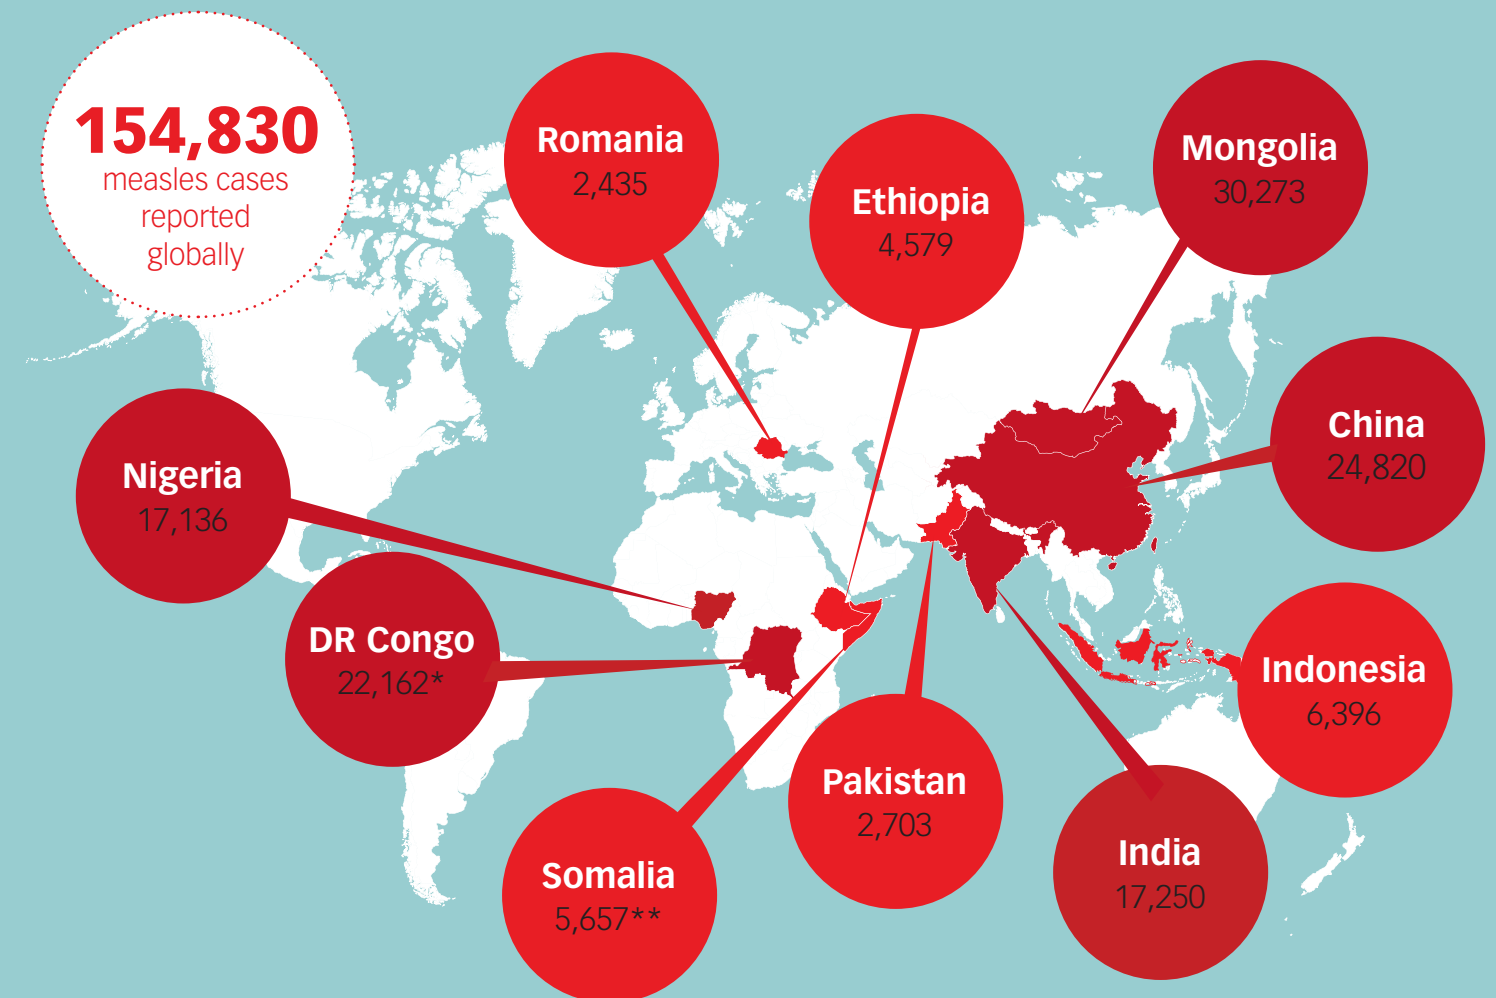 154,830
measles cases
reported
globally
Romania
2,435
Ethiopia
4,579
Mongolia
30,273
China
24,820
Nigeria
17,136
DR Congo
22,162*
Indonesia
6,396
Pakistan
2,703
Somalia
5,657**
India
17,250